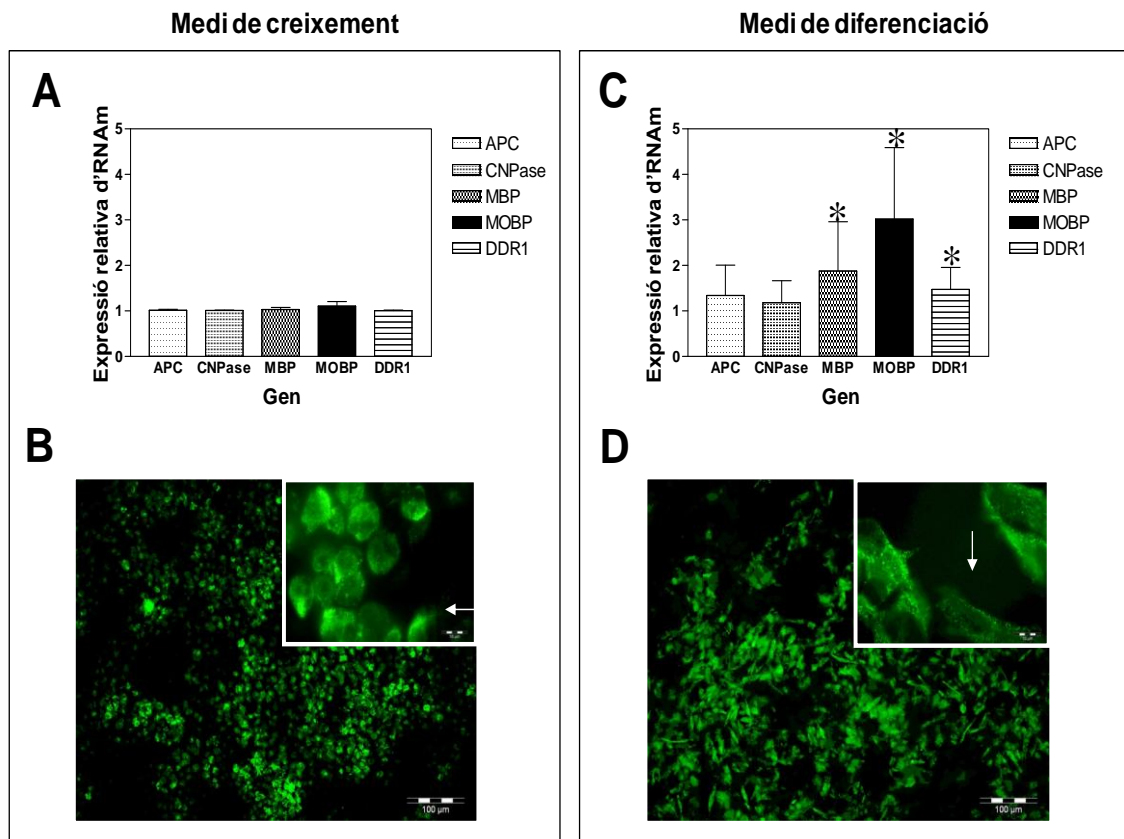 Medi de creixement
A
Expressió relativa d'RNAm
5
4
3
2
1
0
APC
CNPase
MBP
MOBP
DDR1
Gen
APC
CNPase
MBP
MOBP
DDR1
B
100 µm
Medi de diferenciació
C
Expressió relativa d'RNAm
5
4
3
2
1
0
*
*
*
APC
CNPase
MBP
MOBP
DDR1
Gen
APC
CNPase
MBP
MOBP
DDR1
D
100 µm